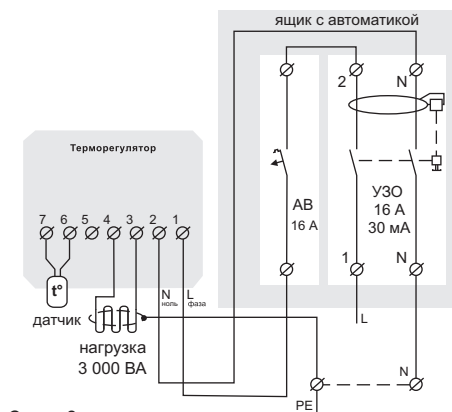 ящик с автоматикой
2
N
Терморегулятор
АВ
16 А
УЗО
16 А
30 мА
7 6 5 4 3 2 1
1
N
t°
датчик
N
ноль
L
фаза
L
нагрузка
3 000 ВА
N
PE